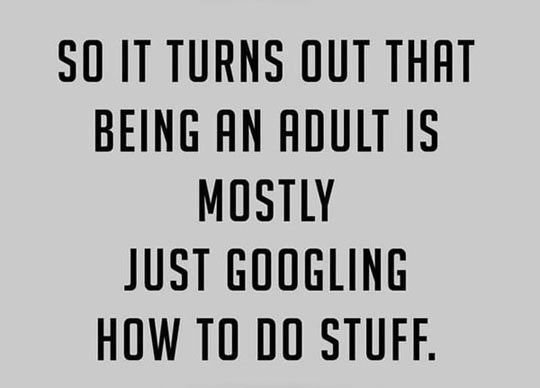 SO IT TURNS OUT THAT
BEING AN ADULT IS
MOSTLY
JUST GOOGLING
HOW TO DO STUFF.